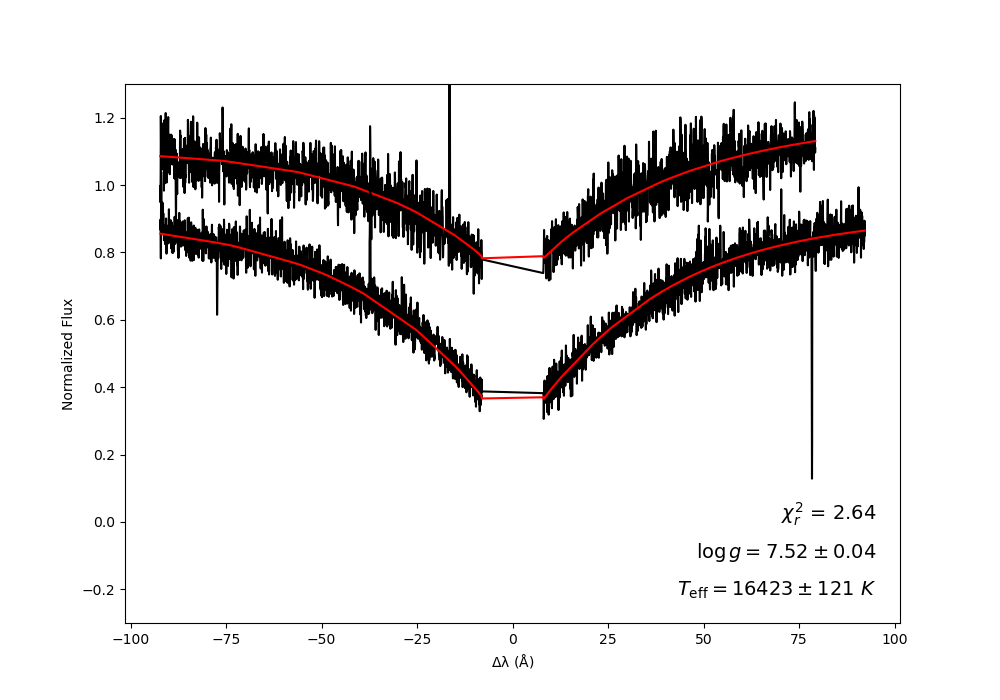 1.2
1.0
0.8
0.6
0.4
0.2
0.0
−0.2
Normalized Flux
χ²ᵣ = 2.64
log g = 7.52 ± 0.04
T_eff = 16423 ± 121 K
−100 −75 −50 −25 0 25 50 75 100
Δλ (Å)